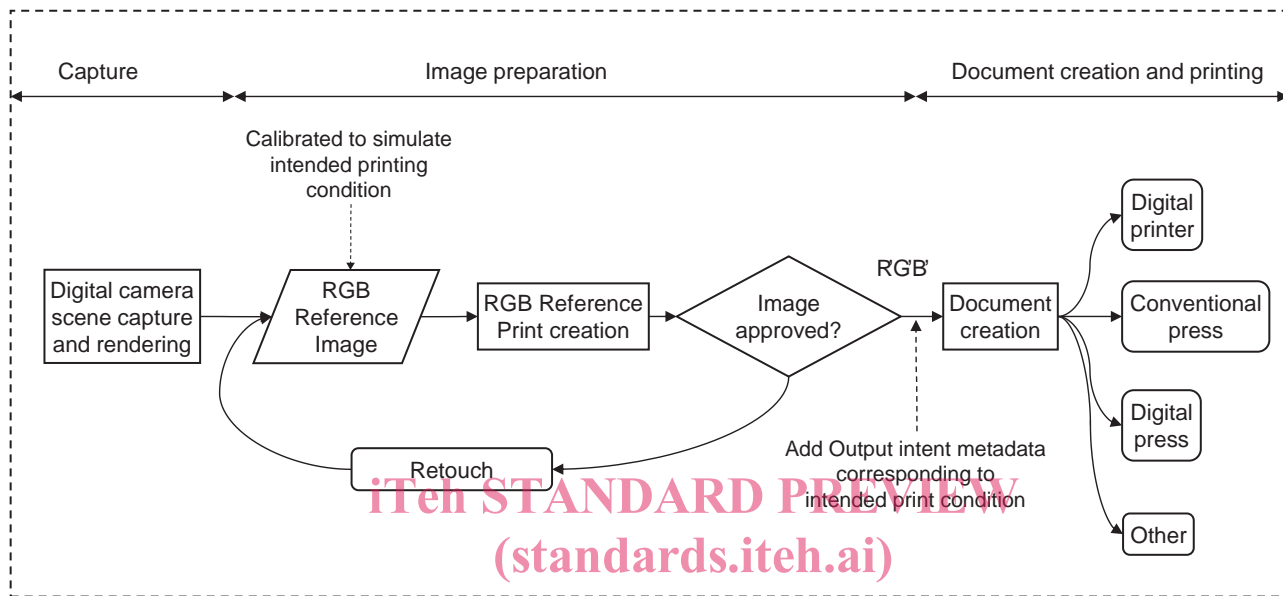 Capture
Image preparation
Document creation and printing
Calibrated to simulate
intended printing
condition
Digital camera
scene capture
and rendering
RGB
Reference
Image
RGB Reference
Print creation
Image
approved?
R'G'B'
Document
creation
Digital
printer
Conventional
press
Digital
press
Other
Retouch
Add Output intent metadata
corresponding to
intended print condition
iTeh STANDARD PREVIEW
(standards.iteh.ai)